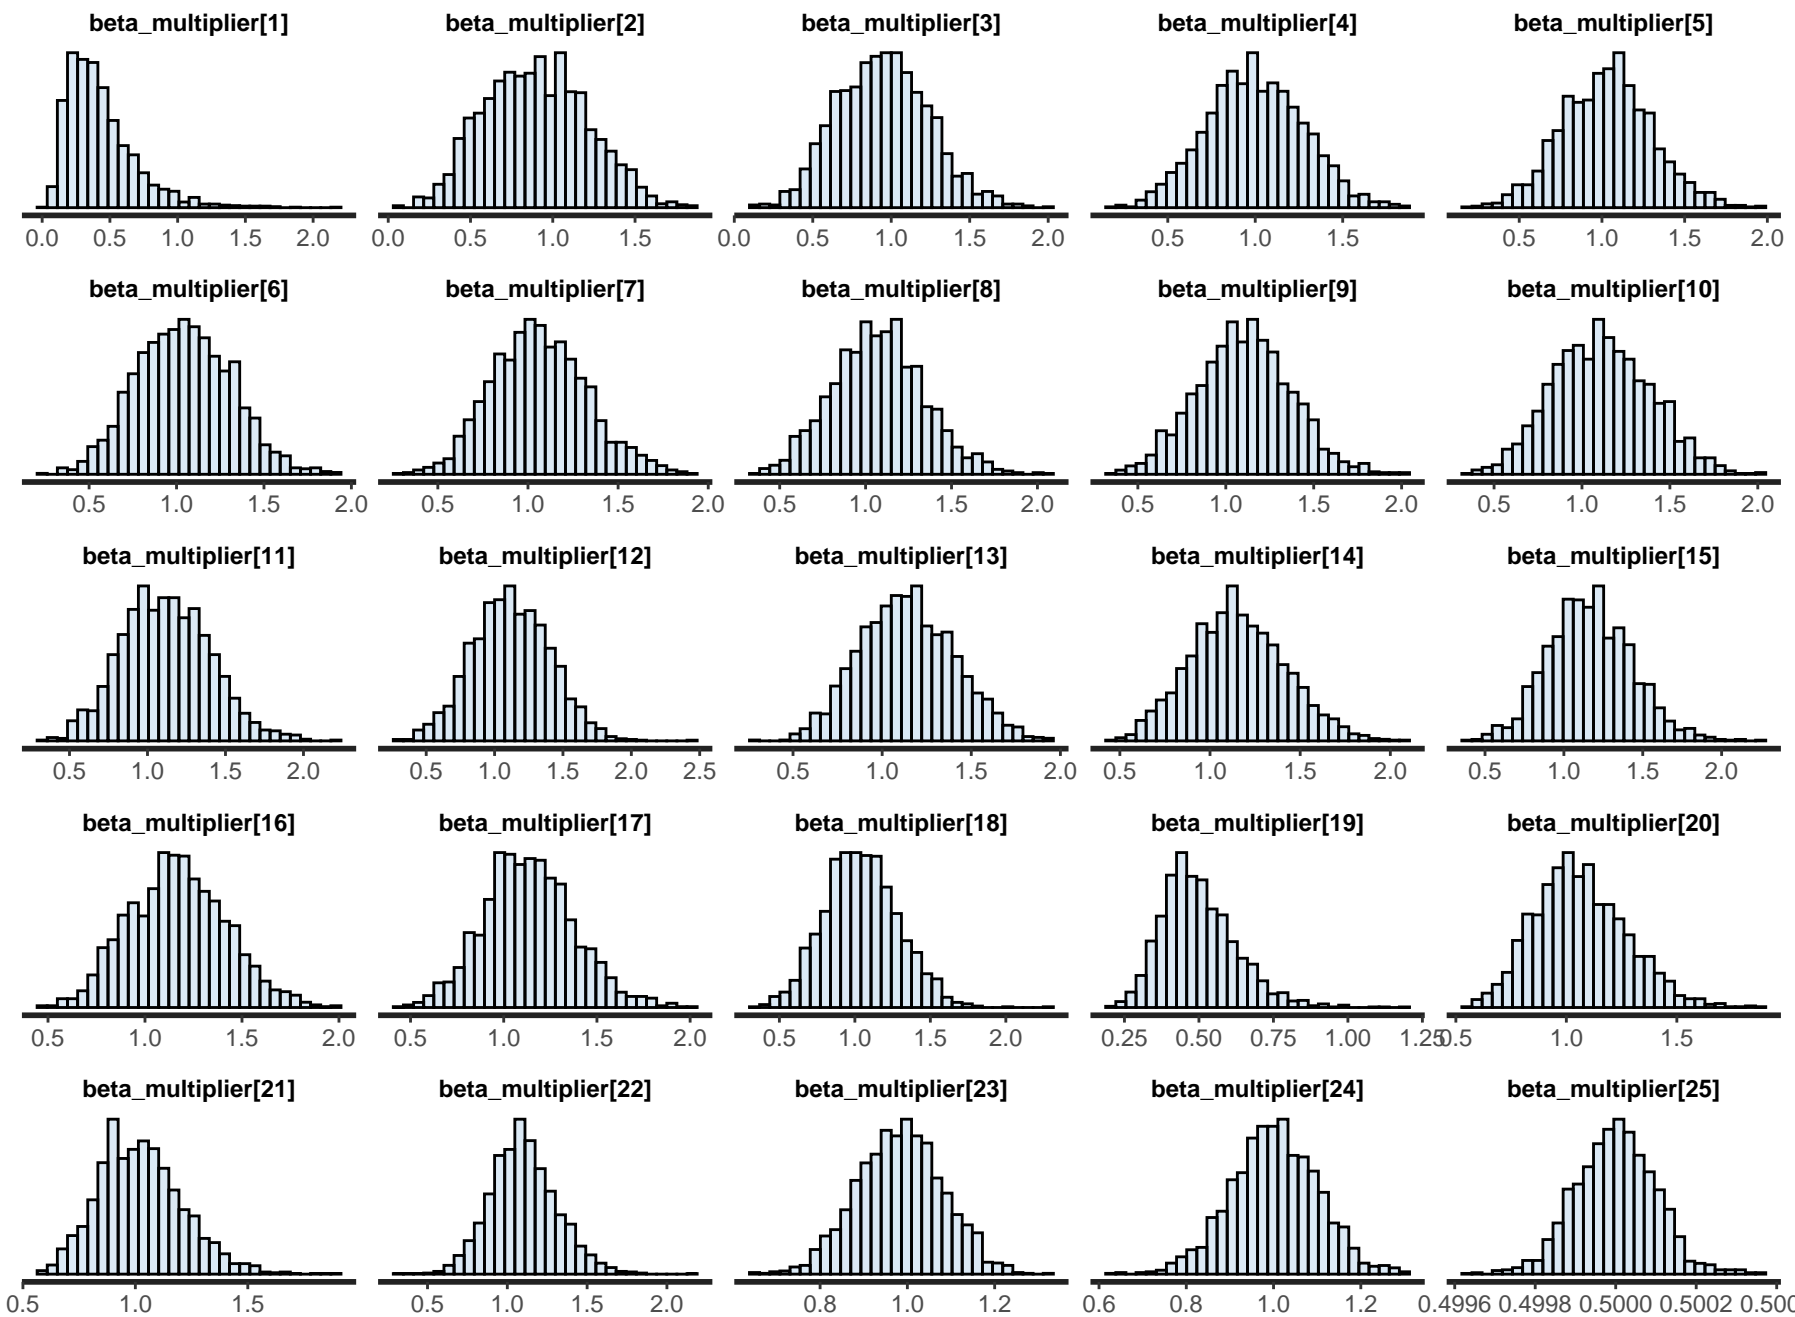 beta_multiplier[1] beta_multiplier[2] beta_multiplier[3] beta_multiplier[4] beta_multiplier[5]
0.0 0.5 1.0 1.5 2.0 0.0 0.5 1.0 1.5 0.0 0.5 1.0 1.5 2.0 0.5 1.0 1.5 0.5 1.0 1.5 2.0
beta_multiplier[6] beta_multiplier[7] beta_multiplier[8] beta_multiplier[9] beta_multiplier[10]
0.5 1.0 1.5 2.0 0.5 1.0 1.5 2.0 0.5 1.0 1.5 2.0 0.5 1.0 1.5 2.0 0.5 1.0 1.5 2.0
beta_multiplier[11] beta_multiplier[12] beta_multiplier[13] beta_multiplier[14] beta_multiplier[15]
0.5 1.0 1.5 2.0 0.5 1.0 1.5 2.0 2.5 0.5 1.0 1.5 2.0 0.5 1.0 1.5 2.0 0.5 1.0 1.5 2.0
beta_multiplier[16] beta_multiplier[17] beta_multiplier[18] beta_multiplier[19] beta_multiplier[20]
0.5 1.0 1.5 2.0 0.5 1.0 1.5 2.0 0.5 1.0 1.5 2.0 0.25 0.50 0.75 1.00 1.25 0.5 1.0 1.5
beta_multiplier[21] beta_multiplier[22] beta_multiplier[23] beta_multiplier[24] beta_multiplier[25]
0.5 1.0 1.5 0.5 1.0 1.5 2.0 0.8 1.0 1.2 0.6 0.8 1.0 1.2 0.4996 0.4998 0.5000 0.5002